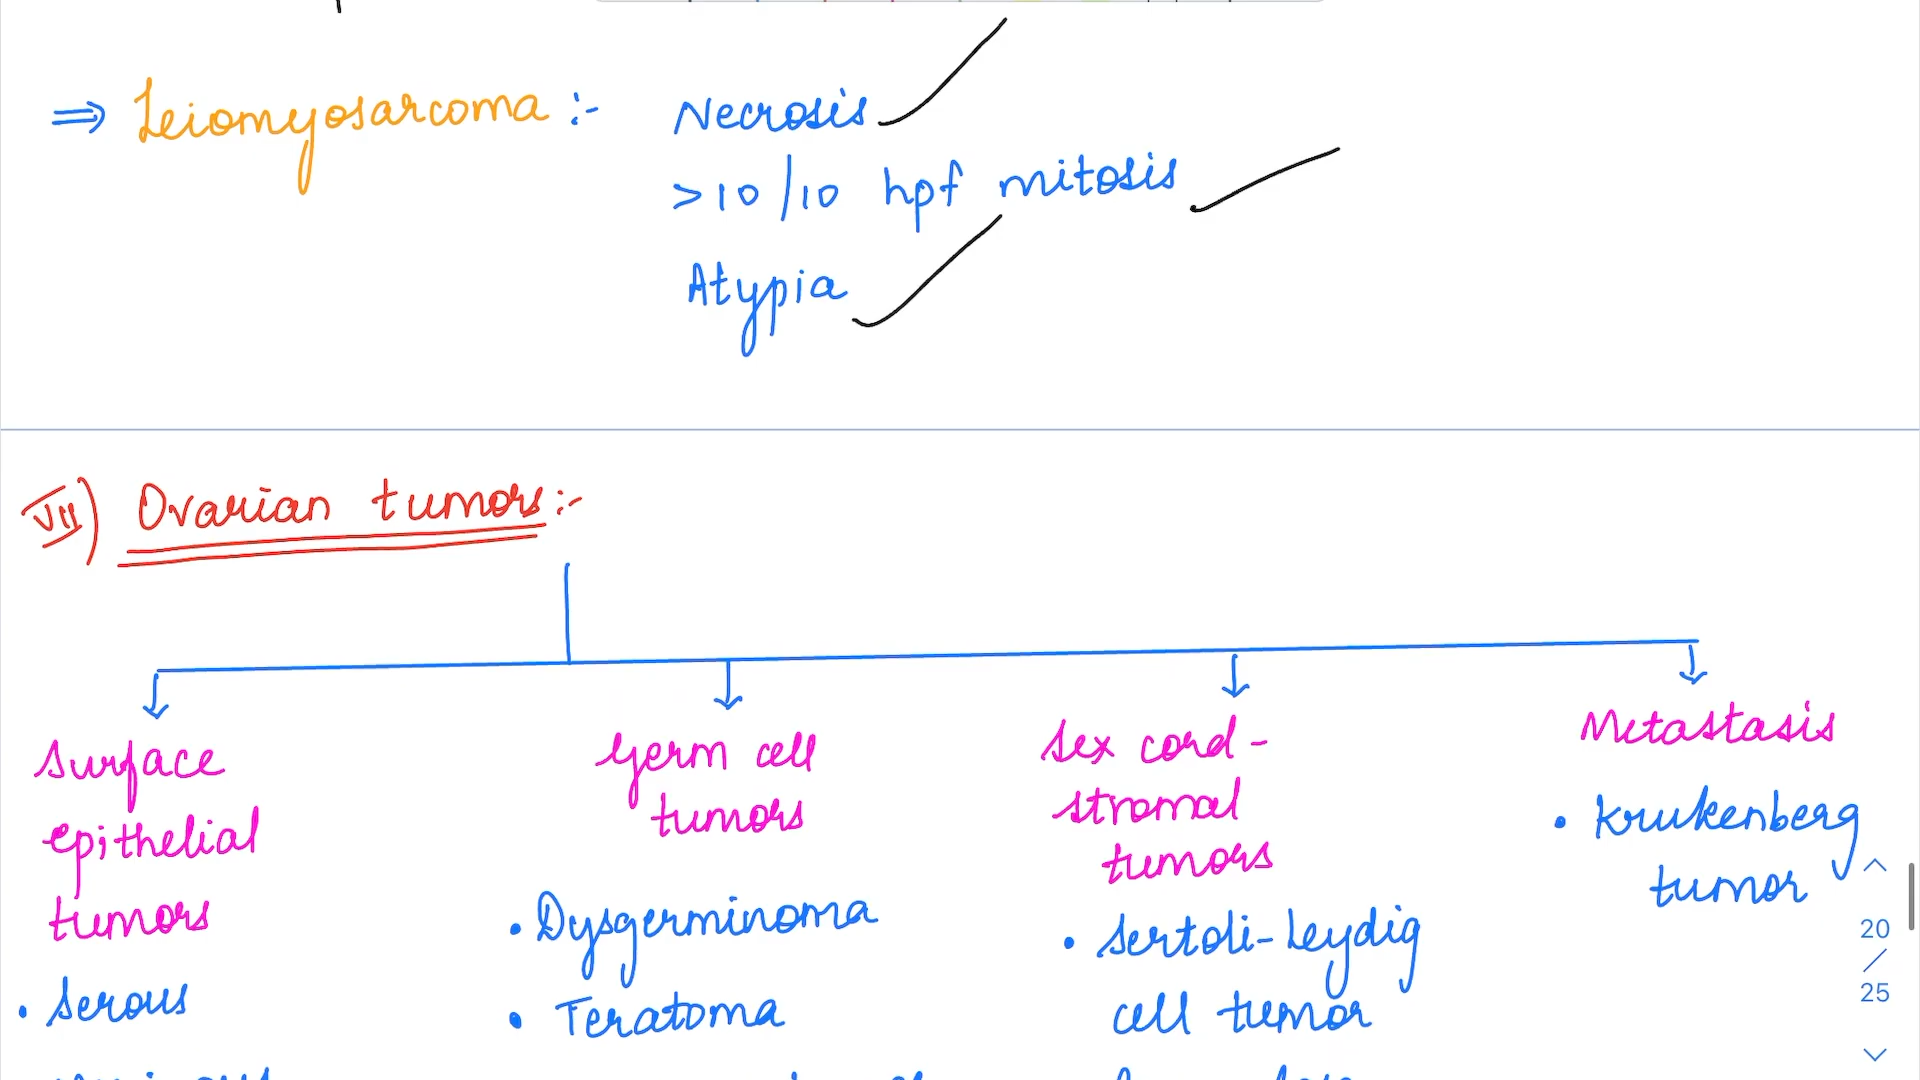 ⇒ Leiomyosarcoma :- Necrosis
>10/10 hpf mitosis
Atypia
VII) Ovarian tumors:-
Surface
epithelial
tumors
• Serous
Germ cell
tumors
• Dysgerminoma
• Teratoma
Sex cord-
stromal
tumors
• Sertoli-Leydig
cell tumor
Metastasis
• Krukenberg
tumor
20
/
25